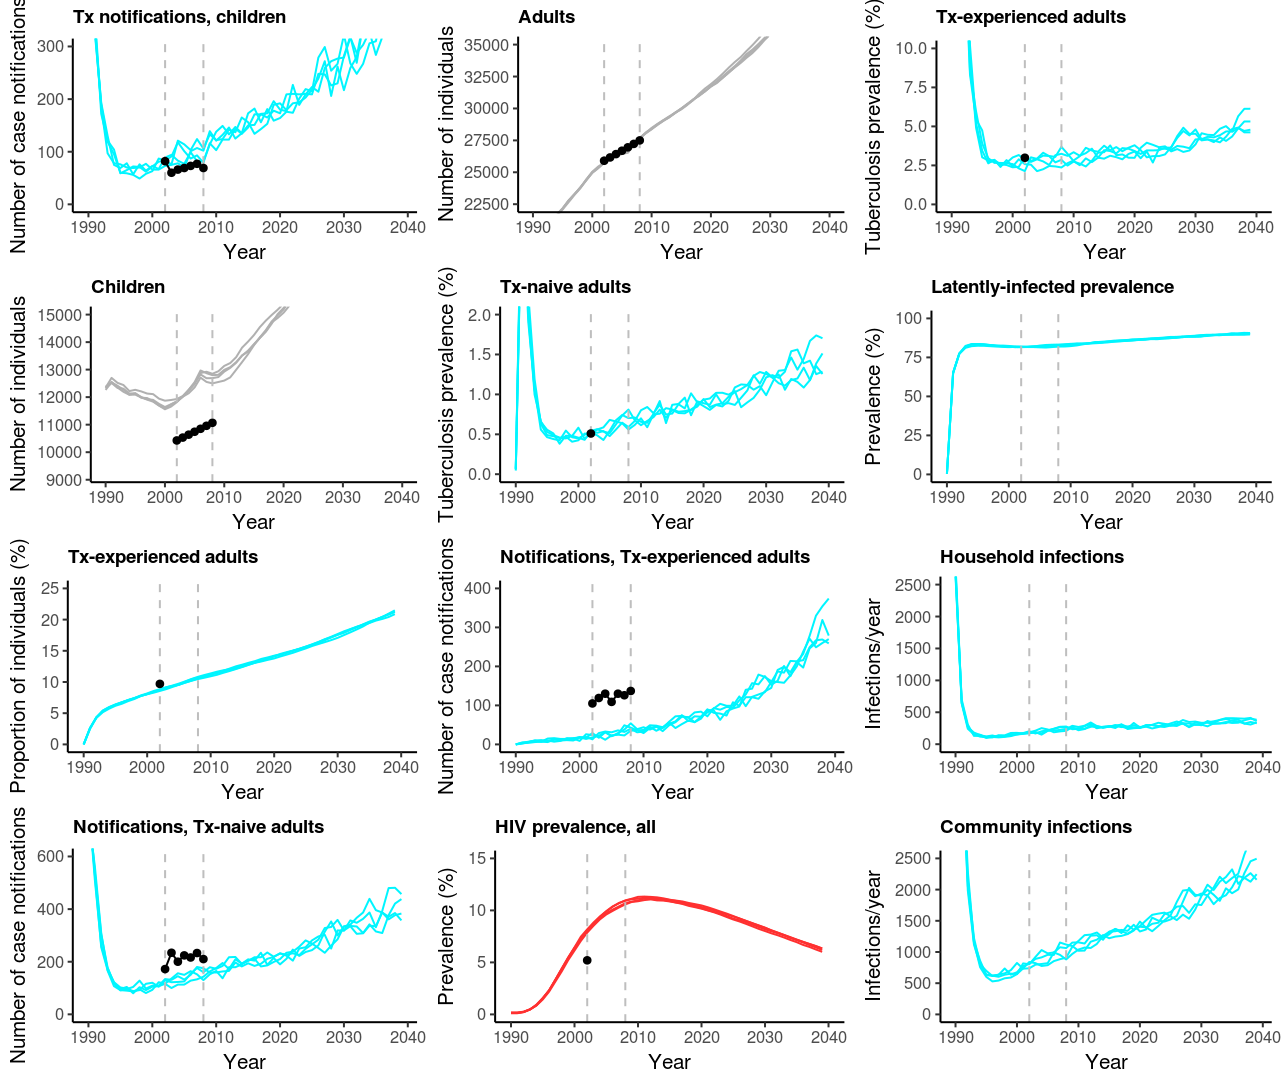 Tx notifications, children
Number of case notifications
300
200
100
0
1990 2000 2010 2020 2030 2040
Year
Adults
Number of individuals
35000
32500
30000
27500
25000
22500
1990 2000 2010 2020 2030 2040
Year
Tx-experienced adults
Tuberculosis prevalence (%)
10.0
7.5
5.0
2.5
0.0
1990 2000 2010 2020 2030 2040
Year
Children
Number of individuals
15000
14000
13000
12000
11000
10000
9000
1990 2000 2010 2020 2030 2040
Year
Tx-naive adults
Tuberculosis prevalence (%)
2.0
1.5
1.0
0.5
0.0
1990 2000 2010 2020 2030 2040
Year
Latently-infected prevalence
Prevalence (%)
100
75
50
25
0
1990 2000 2010 2020 2030 2040
Year
Tx-experienced adults
Proportion of individuals (%)
25
20
15
10
5
0
1990 2000 2010 2020 2030 2040
Year
Notifications, Tx-experienced adults
Number of case notifications
400
300
200
100
0
1990 2000 2010 2020 2030 2040
Year
Household infections
Infections/year
2500
2000
1500
1000
500
0
1990 2000 2010 2020 2030 2040
Year
Notifications, Tx-naive adults
Number of case notifications
600
400
200
0
1990 2000 2010 2020 2030 2040
Year
HIV prevalence, all
Prevalence (%)
15
10
5
0
1990 2000 2010 2020 2030 2040
Year
Community infections
Infections/year
2500
2000
1500
1000
500
0
1990 2000 2010 2020 2030 2040
Year